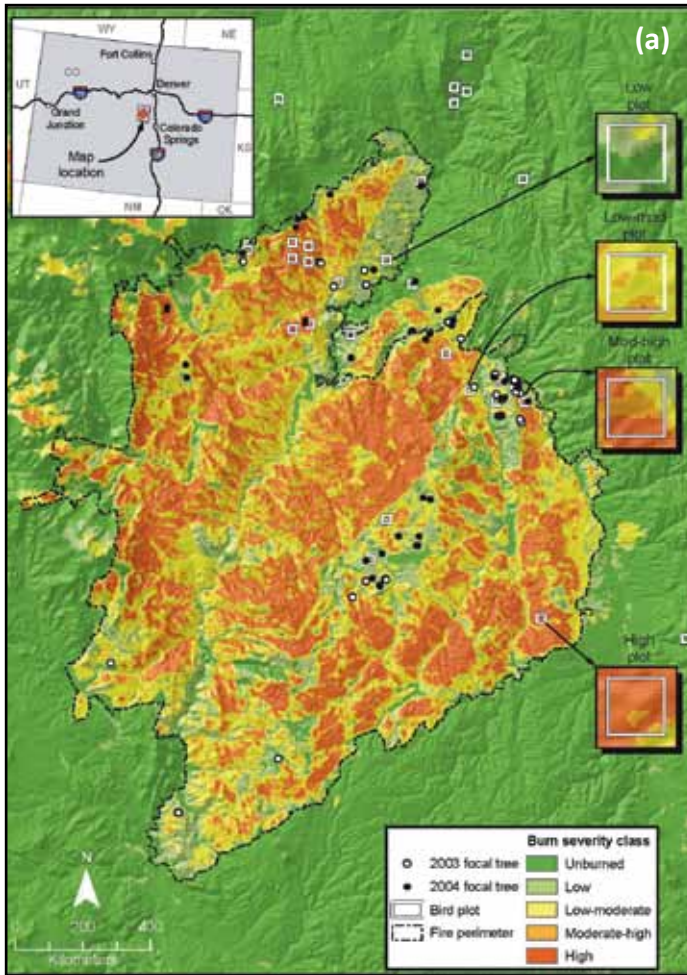 (a)
WY
NE
Fort Collins
UT
CO
Denver
Grand
Junction
Colorado
Springs
KS
Map
location
NM
OK
Low
plot
Low-mod
plot
Mod-high
plot
High
plot
N
0 200 400
Kilometers
2003 focal tree
2004 focal tree
Bird plot
Fire perimeter
Burn severity class
Unburned
Low
Low-moderate
Moderate-high
High